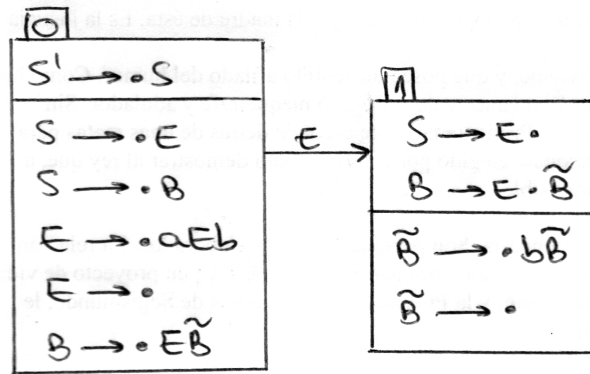 0
S' → • S
S → • E
S → • B
E → • aEb
E → •
B → • EB̃
E
1
S → E •
B → E • B̃
B̃ → • bB̃
B̃ → •